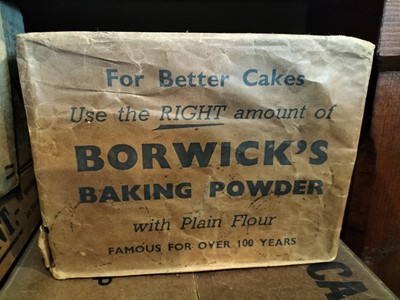 For Better Cakes
Use the RIGHT amount of
BORWICK'S
BAKING POWDER
with Plain Flour
FAMOUS FOR OVER 100 YEARS